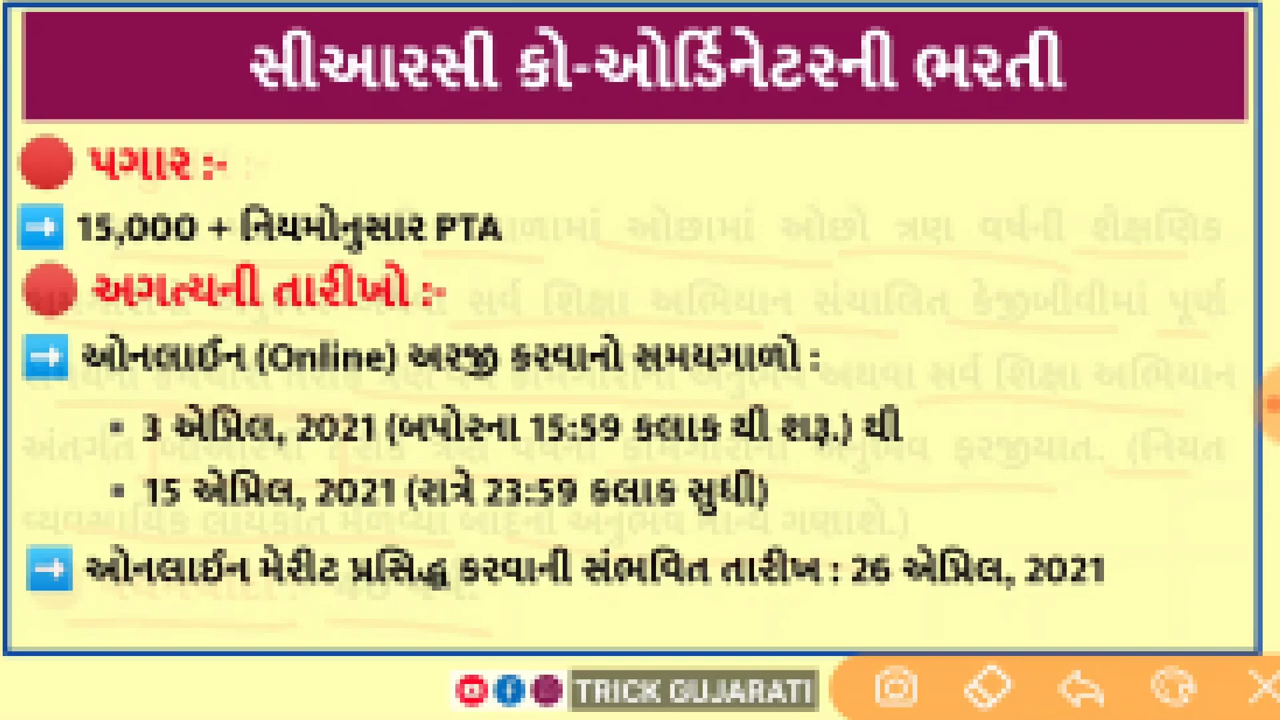 સીઆરસી કો-ઓર્ડિનેટરની ભરતી
પગાર :-
15,000 + નિયમોનુસાર PTA
અગત્યની તારીખો :-
ઓનલાઈન (Online) અરજી કરવાનો સમયગાળો :
3 એપ્રિલ, 2021 (બપોરના 15:59 કલાક થી શરૂ.) થી
15 એપ્રિલ, 2021 (રાત્રે 23:59 કલાક સુધી)
ઓનલાઈન મેરીટ પ્રસિદ્ધ કરવાની સંભવિત તારીખ : 26 એપ્રિલ, 2021
TRICK GUJARATI